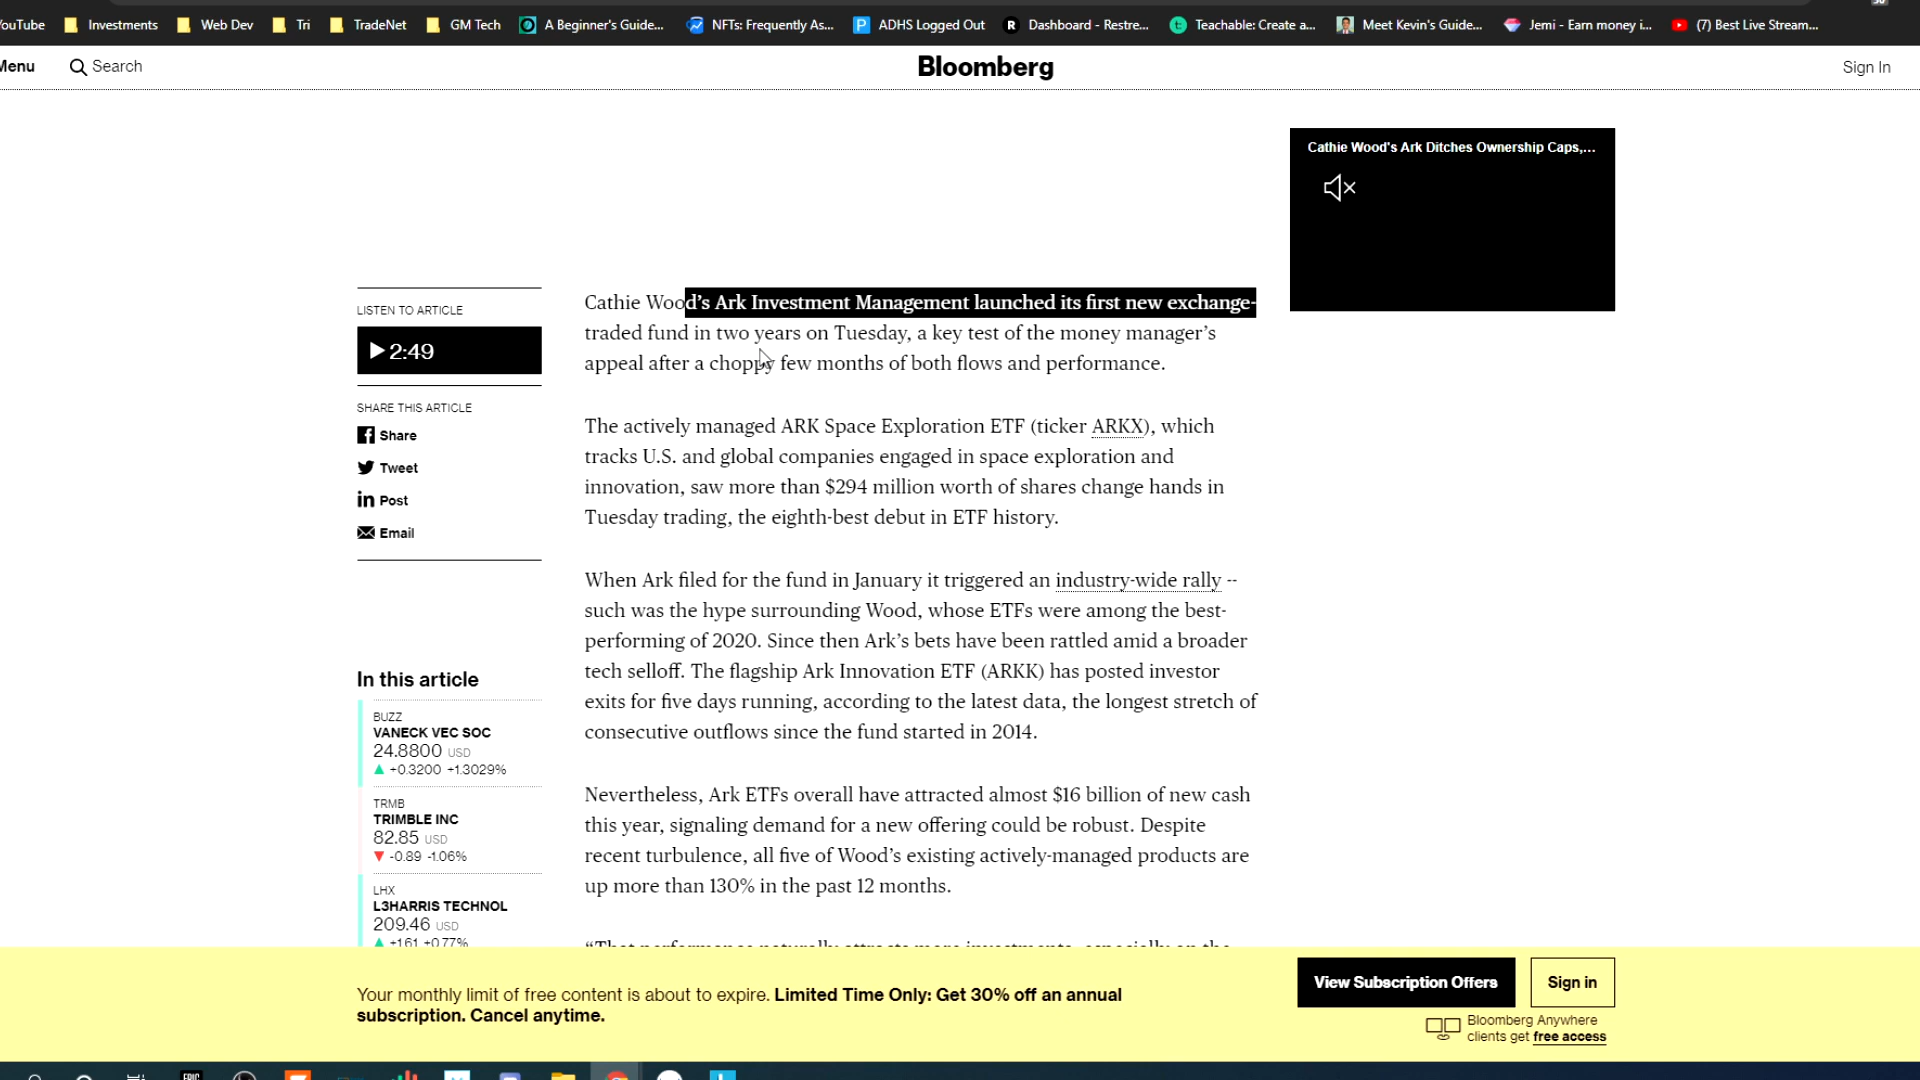 YouTube Investments Web Dev Tri TradeNet GM Tech A Beginner's Guide... NFTs: Frequently As... ADHS Logged Out Dashboard - Restre... Teachable: Create a... Meet Kevin's Guide... Jemi - Earn money i... (7) Best Live Stream...
Menu Search Bloomberg Sign In
Cathie Wood's Ark Ditches Ownership Caps,...
LISTEN TO ARTICLE
2:49
SHARE THIS ARTICLE
Share
Tweet
Post
Email
Cathie Wood’s Ark Investment Management launched its first new exchange-
traded fund in two years on Tuesday, a key test of the money manager’s
appeal after a choppy few months of both flows and performance.
The actively managed ARK Space Exploration ETF (ticker ARKX), which
tracks U.S. and global companies engaged in space exploration and
innovation, saw more than $294 million worth of shares change hands in
Tuesday trading, the eighth-best debut in ETF history.
When Ark filed for the fund in January it triggered an industry-wide rally --
such was the hype surrounding Wood, whose ETFs were among the best-
performing of 2020. Since then Ark’s bets have been rattled amid a broader
tech selloff. The flagship Ark Innovation ETF (ARKK) has posted investor
exits for five days running, according to the latest data, the longest stretch of
consecutive outflows since the fund started in 2014.
Nevertheless, Ark ETFs overall have attracted almost $16 billion of new cash
this year, signaling demand for a new offering could be robust. Despite
recent turbulence, all five of Wood’s existing actively-managed products are
up more than 130% in the past 12 months.
“That performance naturally attracts more investments, especially on the
In this article
BUZZ
VANECK VEC SOC
24.8800 USD
+0.3200 +1.3029%
TRMB
TRIMBLE INC
82.85 USD
-0.89 -1.06%
LHX
L3HARRIS TECHNOL
209.46 USD
+1.61 +0.77%
Your monthly limit of free content is about to expire. Limited Time Only: Get 30% off an annual
subscription. Cancel anytime.
View Subscription Offers
Sign in
Bloomberg Anywhere
clients get free access
EPIC